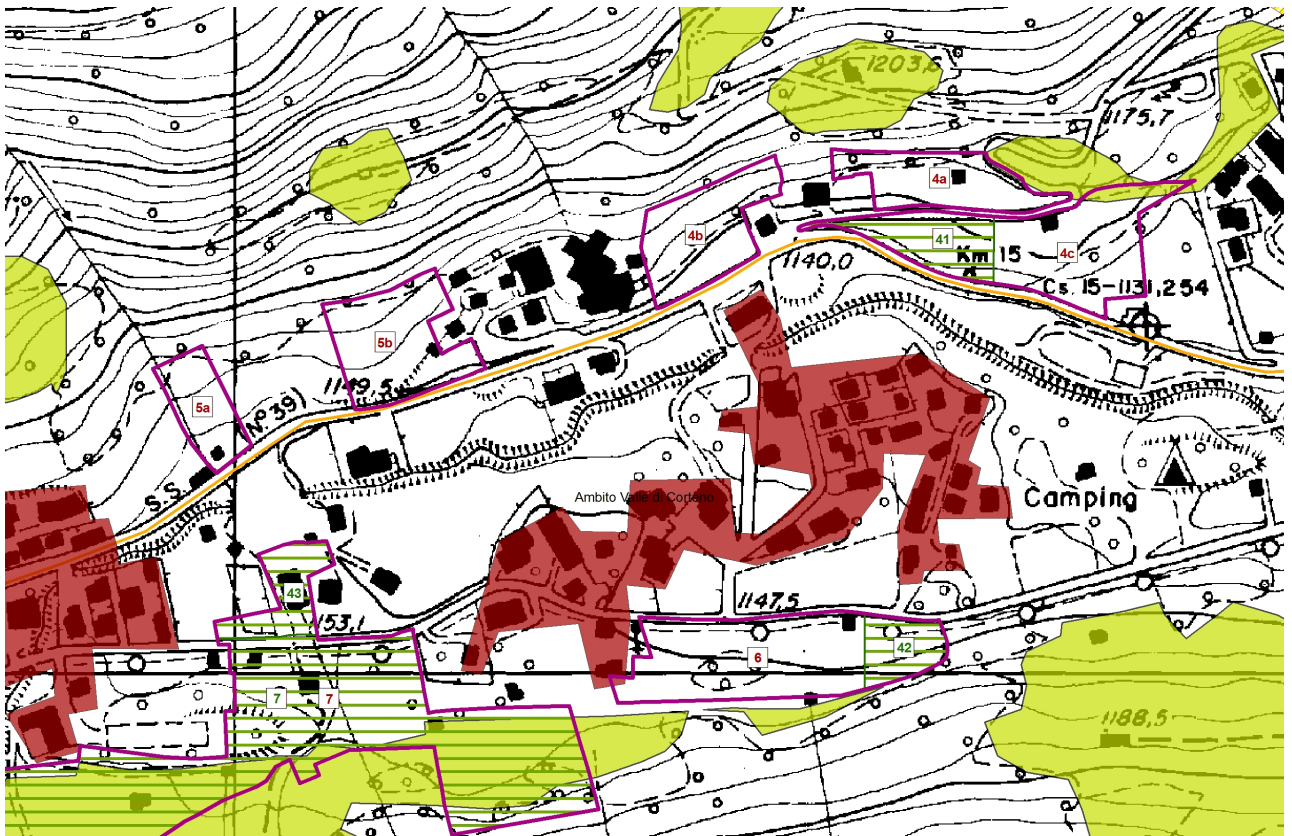 1203,6
1175,7
4a
4b
41
Km 15
4c
1140,0
Cs. 15-1131,254
5b
1149,5
5a
N° 39)
S.S.
Ambito Valle di Corteno
Camping
43
1147,5
153,1
6
42
7
7
1188,5